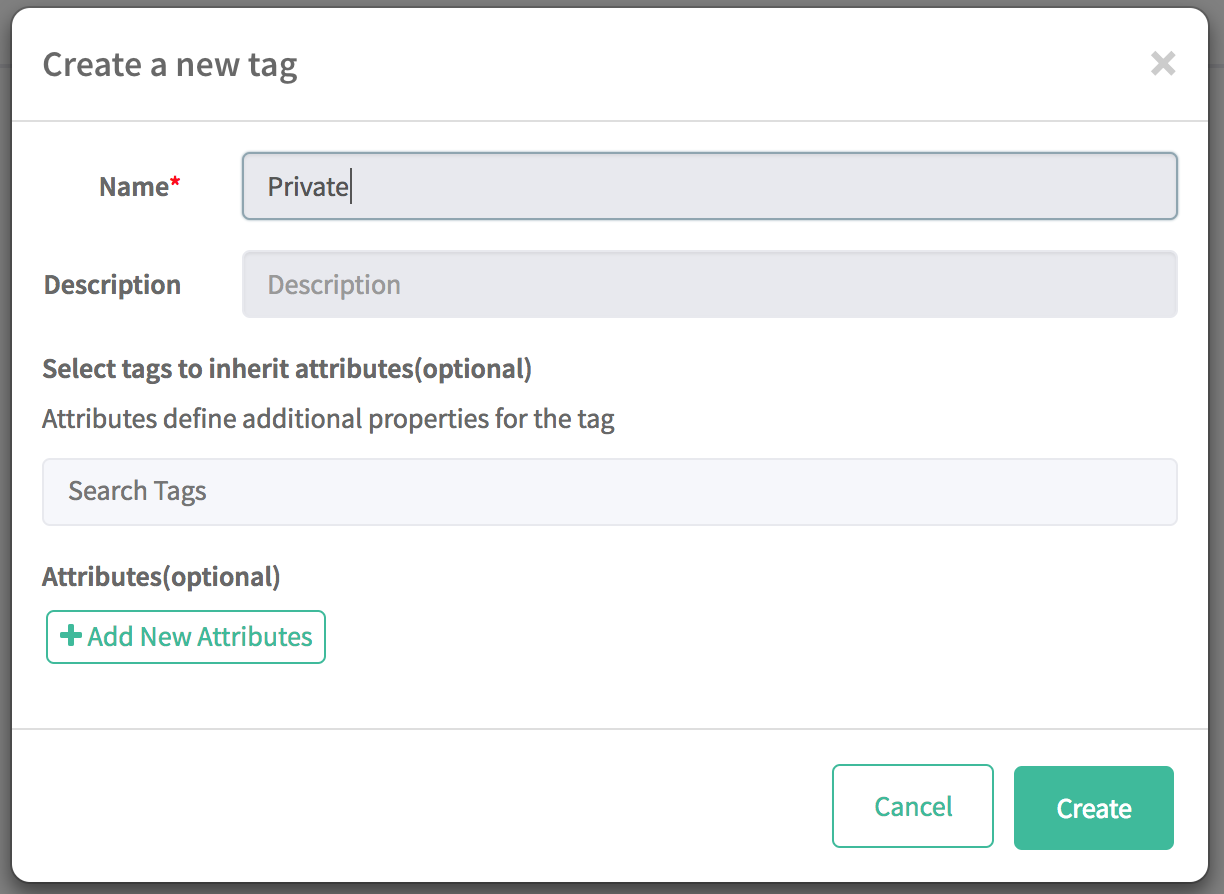 Create a new tag
Name* Private
Description Description
Select tags to inherit attributes(optional)
Attributes define additional properties for the tag
Search Tags
Attributes(optional)
Add New Attributes
Cancel Create